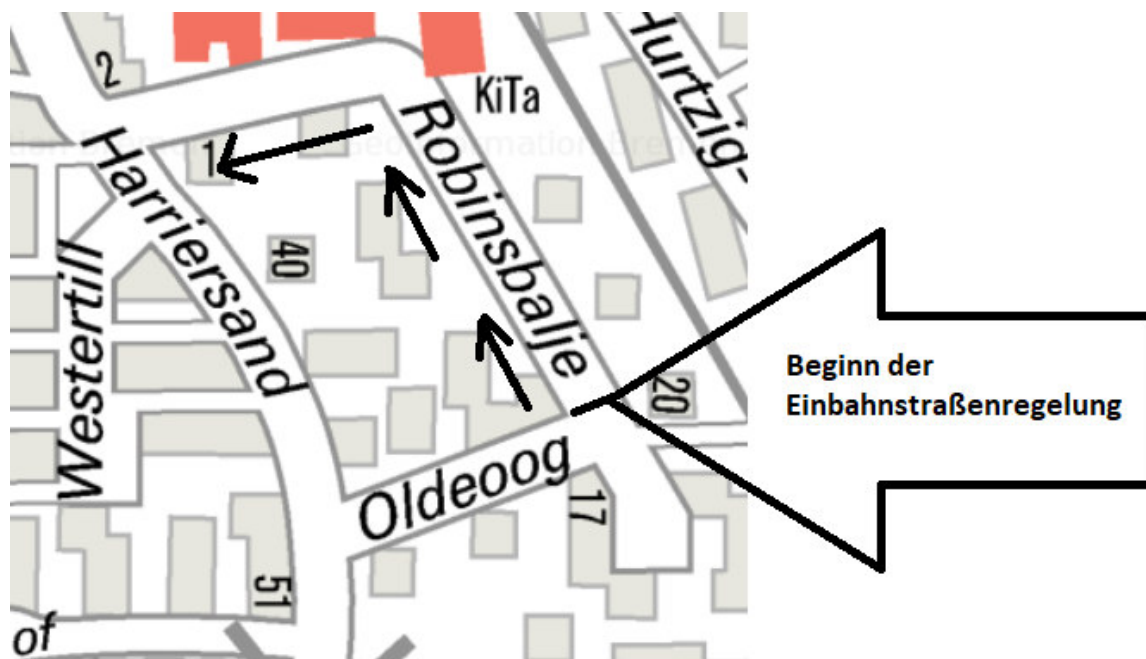 2
KiTa
Hurtzig-
Robinsbalje
1
Harriersand
Westertill
40
20
Beginn der
Einbahnstraßenregelung
Oldeoog
17
51
of